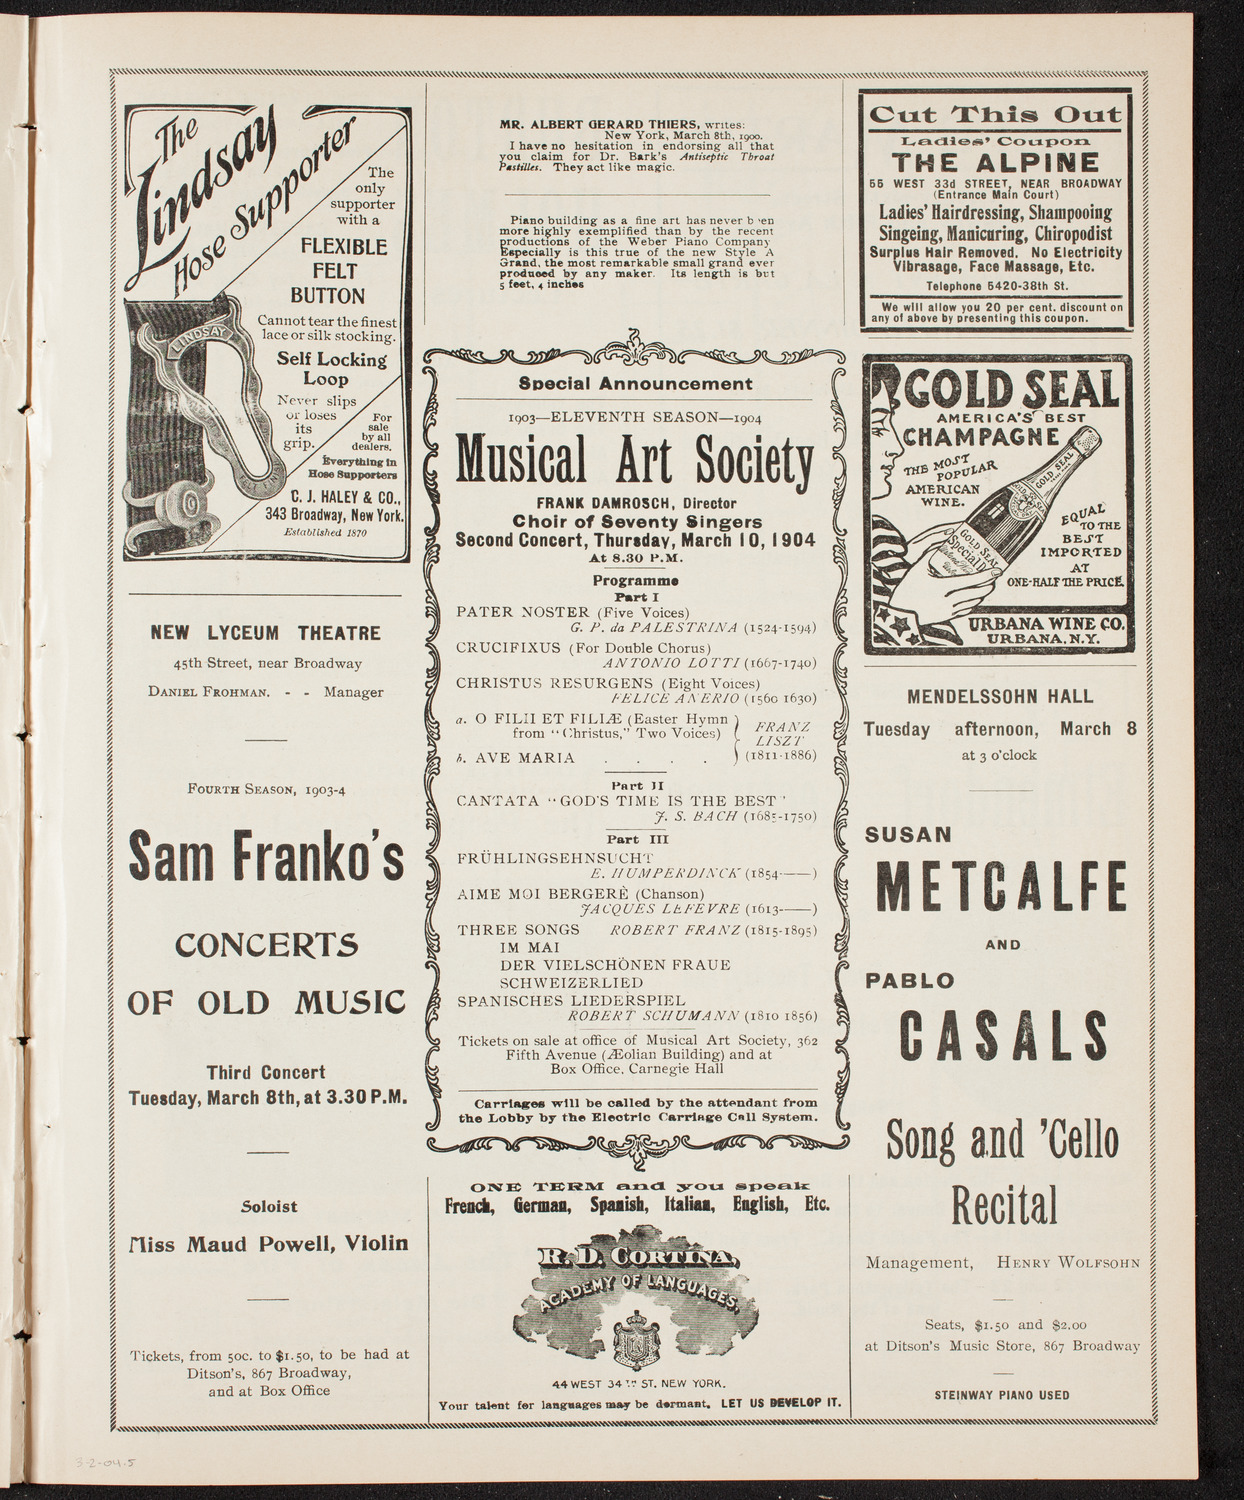 The
Lindsay
Hose Supporter
The
only
supporter
with a
FLEXIBLE
FELT
BUTTON
Cannot tear the finest
lace or silk stocking.
Self Locking
Loop
Never slips
or loses
its
grip.
For
sale
by all
dealers.
Everything in
Hose Supporters
C. J. HALEY & CO.,
343 Broadway, New York.
Established 1870
LINDSAY
NEW LYCEUM THEATRE
45th Street, near Broadway
DANIEL FROHMAN. - - Manager
FOURTH SEASON, 1903-4
Sam Franko's
CONCERTS
OF OLD MUSIC
Third Concert
Tuesday, March 8th, at 3.30 P.M.
Soloist
Miss Maud Powell, Violin
Tickets, from 50c. to $1.50, to be had at
Ditson's, 867 Broadway,
and at Box Office
MR. ALBERT GERARD THIERS, writes:
New York, March 8th, 1900.
I have no hesitation in endorsing all that
you claim for Dr. Bark's Antiseptic Throat
Pastilles. They act like magic.
Piano building as a fine art has never b en
more highly exemplified than by the recent
productions of the Weber Piano Company
Especially is this true of the new Style A
Grand, the most remarkable small grand ever
produced by any maker. Its length is but
5 feet, 4 inches
Special Announcement
1903—ELEVENTH SEASON—1904
Musical Art Society
FRANK DAMROSCH, Director
Choir of Seventy Singers
Second Concert, Thursday, March 10, 1904
At 8.30 P.M.
Programme
Part I
PATER NOSTER (Five Voices)
G. P. da PALESTRINA (1524-1594)
CRUCIFIXUS (For Double Chorus)
ANTONIO LOTTI (1667-1740)
CHRISTUS RESURGENS (Eight Voices)
FELICE ANERIO (1560 1630)
a. O FILII ET FILIÆ (Easter Hymn
from "Christus," Two Voices)
b. AVE MARIA . . . .
FRANZ
LISZT
(1811-1886)
Part II
CANTATA "GOD'S TIME IS THE BEST"
J. S. BACH (1685-1750)
Part III
FRÜHLINGSEHNSUCHT
E. HUMPERDINCK (1854-——)
AIME MOI BERGERÈ (Chanson)
JACQUES LEFEVRE (1613-——)
THREE SONGS ROBERT FRANZ (1815-1895)
IM MAI
DER VIELSCHÖNEN FRAUE
SCHWEIZERLIED
SPANISCHES LIEDERSPIEL
ROBERT SCHUMANN (1810 1856)
Tickets on sale at office of Musical Art Society, 362
Fifth Avenue (Æolian Building) and at
Box Office, Carnegie Hall
Carriages will be called by the attendant from
the Lobby by the Electric Carriage Call System.
ONE TERM and you speak
French, German, Spanish, Italian, English, Etc.
R. D. CORTINA
ACADEMY OF LANGUAGES,
44 WEST 34TH ST. NEW YORK.
Your talent for languages may be dormant. LET US DEVELOP IT.
Cut This Out
Ladies' Coupon
THE ALPINE
55 WEST 33d STREET, NEAR BROADWAY
(Entrance Main Court)
Ladies' Hairdressing, Shampooing
Singeing, Manicuring, Chiropodist
Surplus Hair Removed, No Electricity
Vibrasage, Face Massage, Etc.
Telephone 5420-38th St.
We will allow you 20 per cent. discount on
any of above by presenting this coupon.
GOLD SEAL
AMERICA'S BEST
CHAMPAGNE
THE MOST
POPULAR
AMERICAN
WINE.
GOLD SEAL
GOLD SEAL
Special Dry
EQUAL
TO THE
BEST
IMPORTED
AT
ONE-HALF THE PRICE.
URBANA WINE CO.
URBANA, N.Y.
MENDELSSOHN HALL
Tuesday afternoon, March 8
at 3 o'clock
SUSAN
METCALFE
AND
PABLO
CASALS
Song and 'Cello
Recital
Management, HENRY WOLFSOHN
Seats, $1.50 and $2.00
at Ditson's Music Store, 867 Broadway
STEINWAY PIANO USED
3-2-04.5